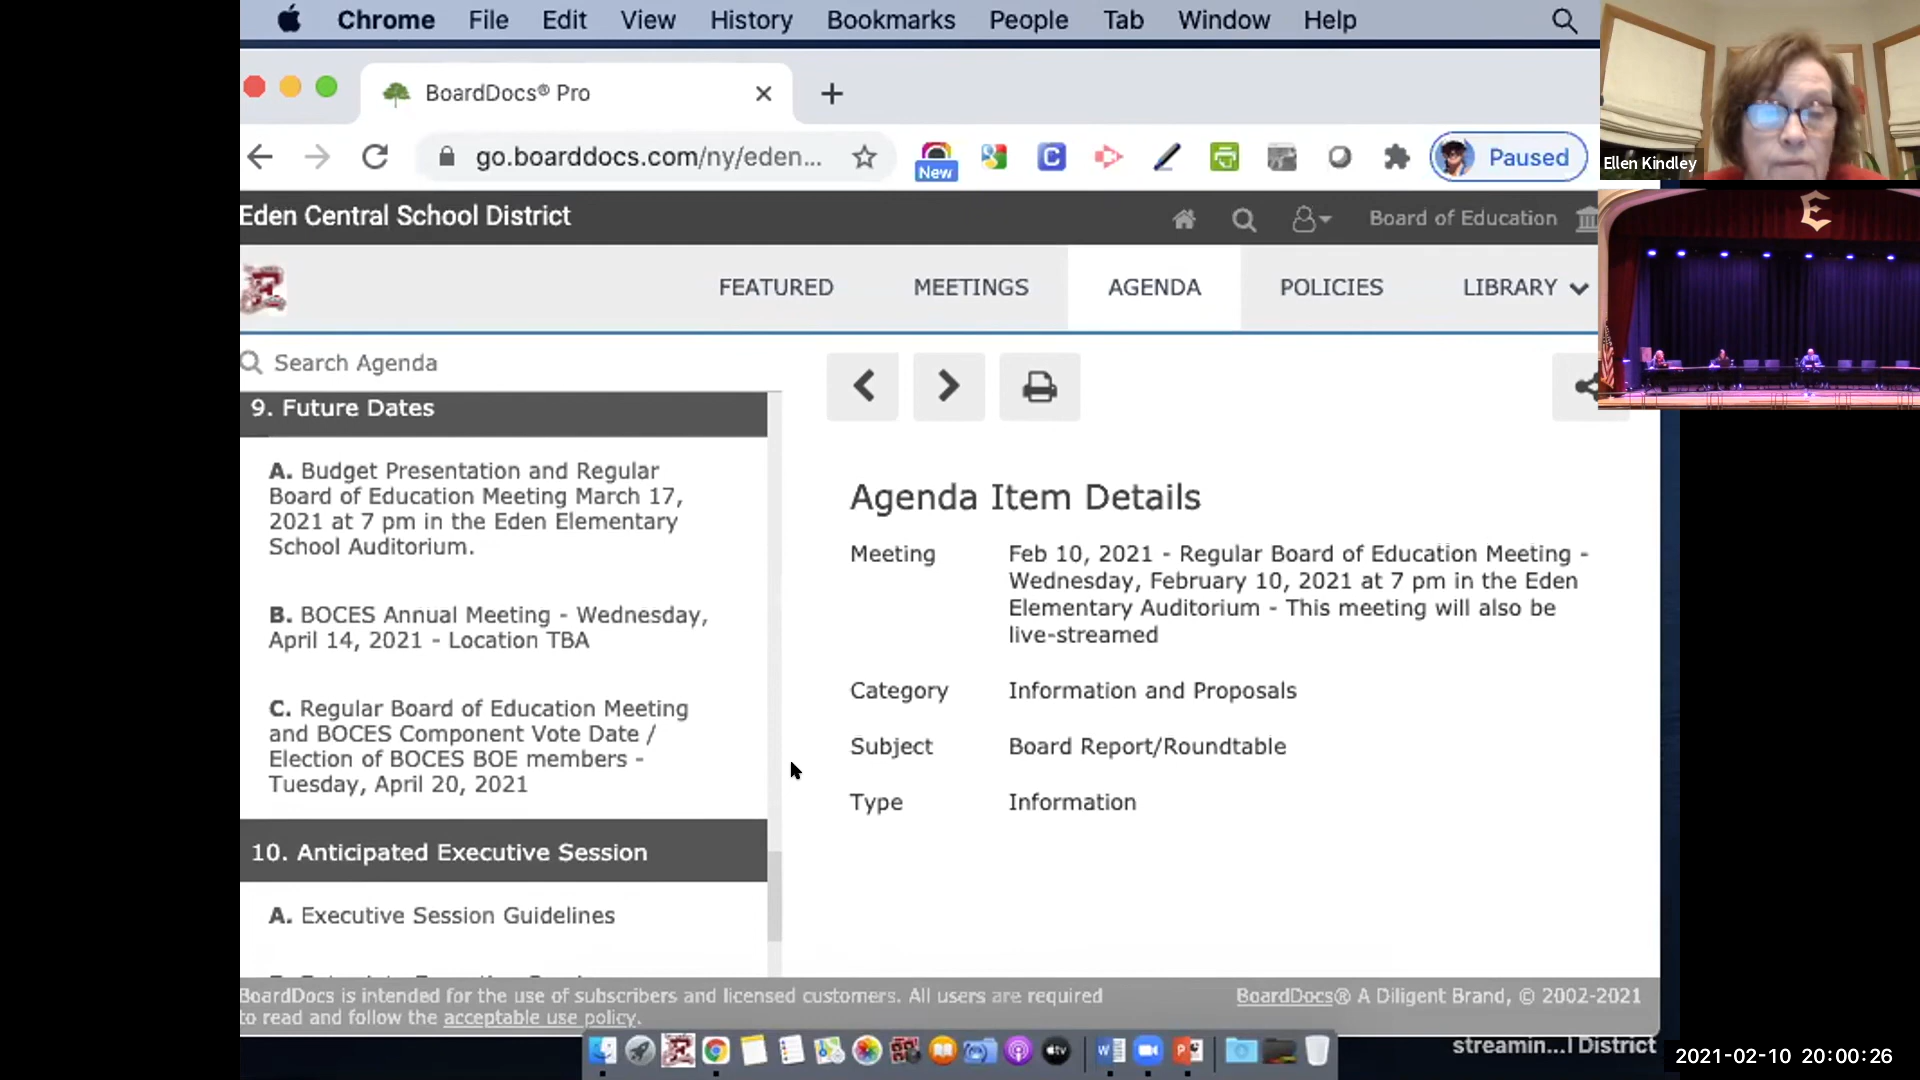 Chrome File Edit View History Bookmarks People Tab Window Help
BoardDocs® Pro
go.boarddocs.com/ny/eden...
New
Paused
Ellen Kindley
Eden Central School District
Board of Education
FEATURED MEETINGS AGENDA POLICIES LIBRARY
Search Agenda
9. Future Dates
A. Budget Presentation and Regular
Board of Education Meeting March 17,
2021 at 7 pm in the Eden Elementary
School Auditorium.
B. BOCES Annual Meeting - Wednesday,
April 14, 2021 - Location TBA
C. Regular Board of Education Meeting
and BOCES Component Vote Date /
Election of BOCES BOE members -
Tuesday, April 20, 2021
10. Anticipated Executive Session
A. Executive Session Guidelines
Agenda Item Details
Meeting
Feb 10, 2021 - Regular Board of Education Meeting -
Wednesday, February 10, 2021 at 7 pm in the Eden
Elementary Auditorium - This meeting will also be
live-streamed
Category Information and Proposals
Subject Board Report/Roundtable
Type Information
BoardDocs is intended for the use of subscribers and licensed customers. All users are required
to read and follow the acceptable use policy.
BoardDocs® A Diligent Brand, © 2002-2021
streamin...l District
2021-02-10 20:00:26